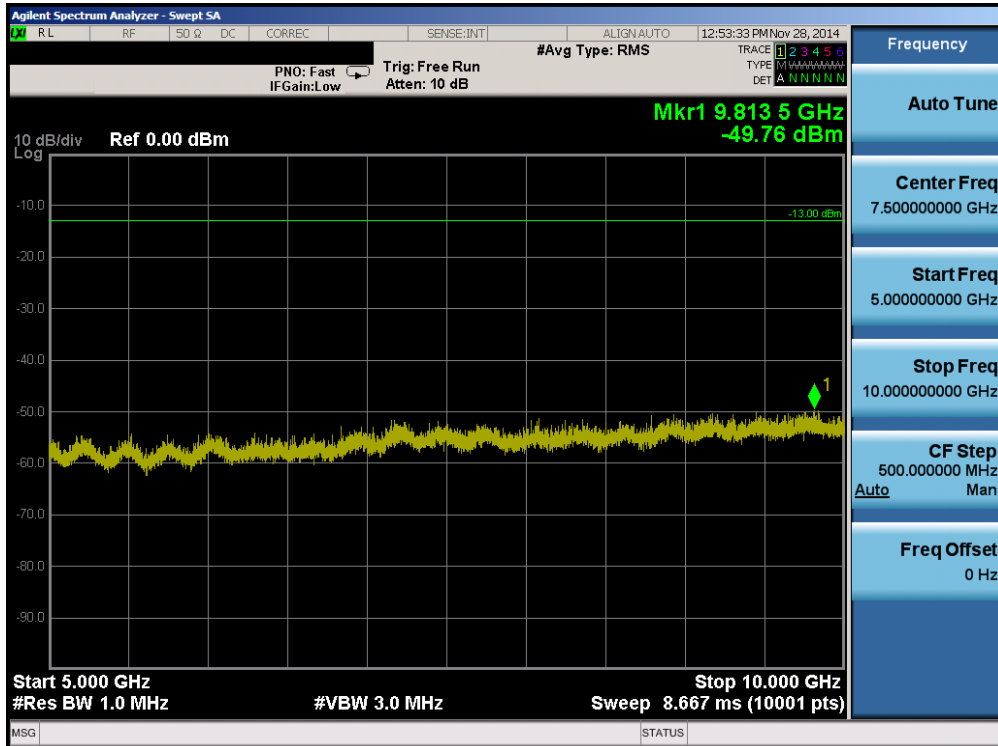 Agilent Spectrum Analyzer - Swept SA
LXI RL RF 50 Ω DC CORREC SENSE:INT ALIGN AUTO 12:53:33 PM Nov 28, 2014
#Avg Type: RMS
TRACE 1 2 3 4 5 6
TYPE M WWWWW
DET A N N N N N
PNO: Fast
IFGain:Low
Trig: Free Run
Atten: 10 dB
Mkr1 9.813 5 GHz
-49.76 dBm
10 dB/div
Log
Ref 0.00 dBm
-10.0
-13.00 dBm
-20.0
-30.0
-40.0
1
-50.0
-60.0
-70.0
-80.0
-90.0
Start 5.000 GHz
Stop 10.000 GHz
#Res BW 1.0 MHz
#VBW 3.0 MHz
Sweep 8.667 ms (10001 pts)
MSG
STATUS
Frequency
Auto Tune
Center Freq
7.500000000 GHz
Start Freq
5.000000000 GHz
Stop Freq
10.000000000 GHz
CF Step
500.000000 MHz
Auto Man
Freq Offset
0 Hz